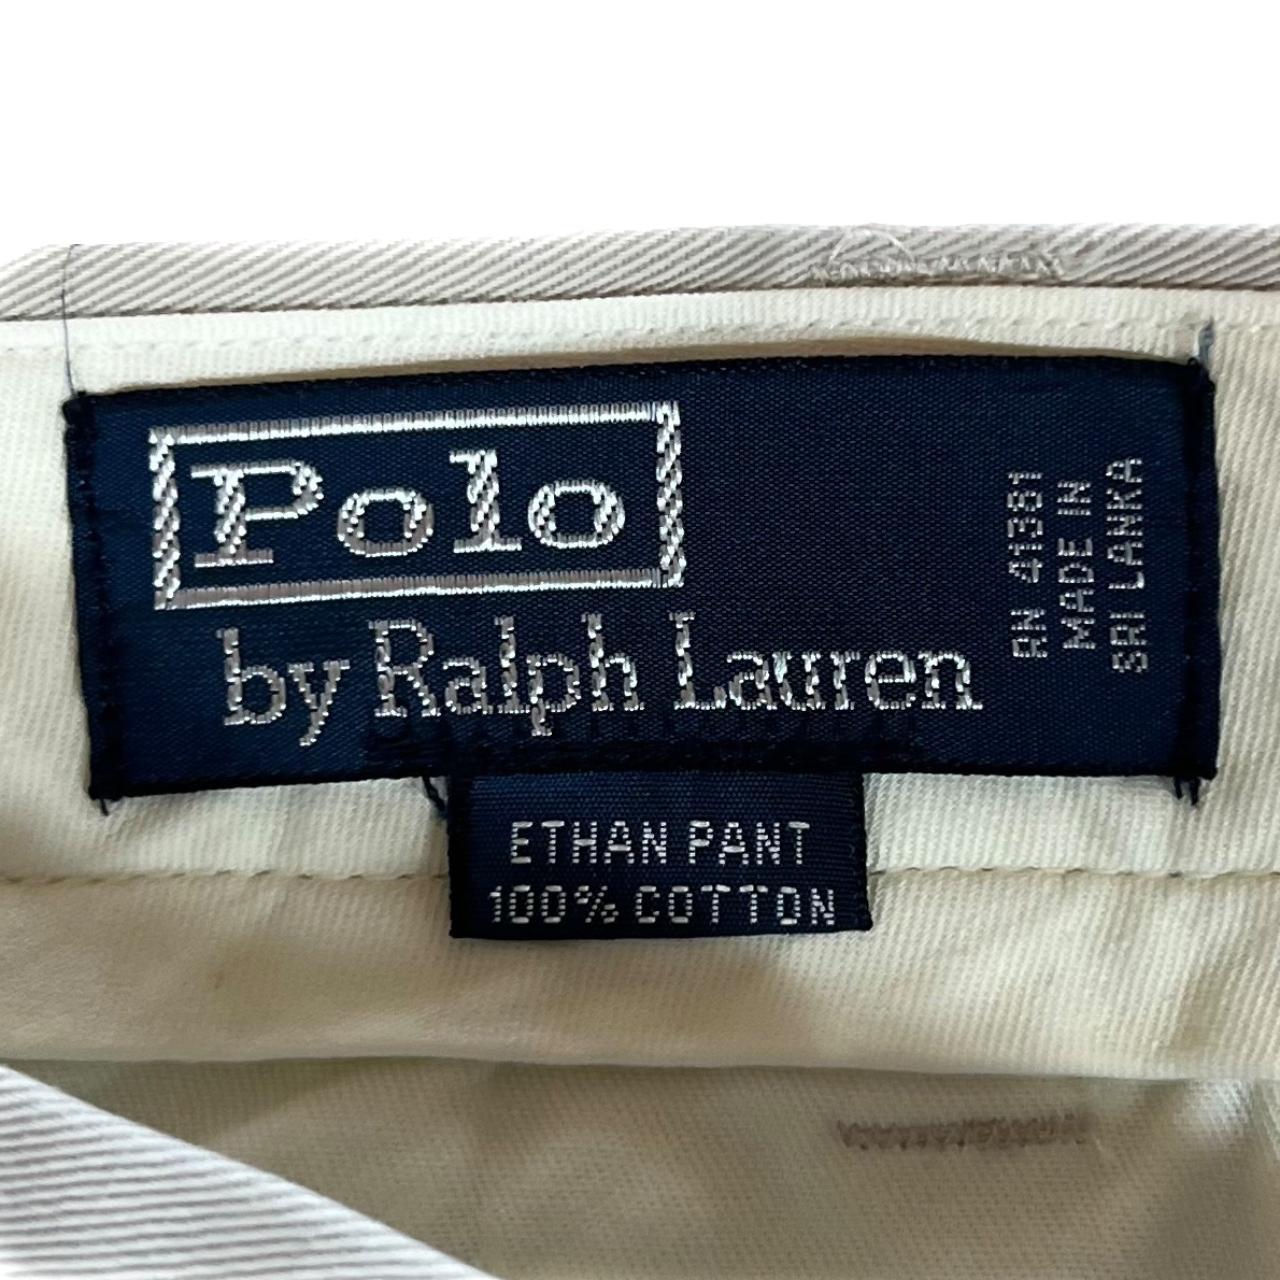 Polo
by Ralph Lauren
RN 41381
MADE IN
SRI LANKA
ETHAN PANT
100% COTTON